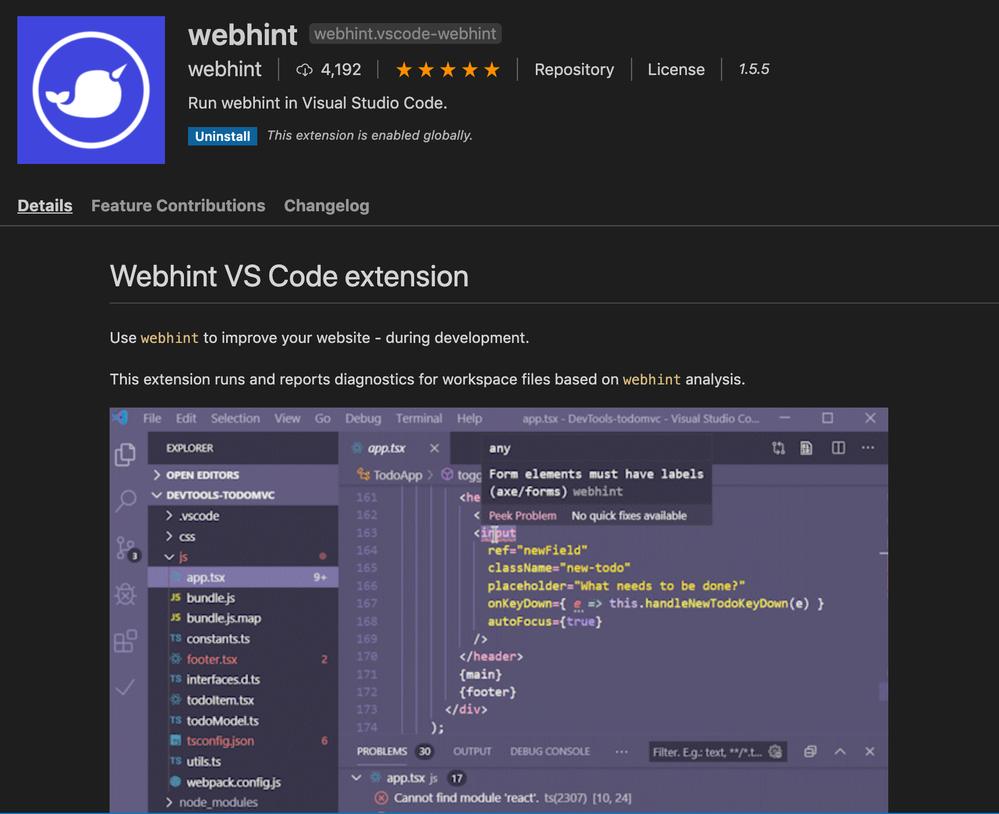 webhint webhint.vscode-webhint
webhint 4,192 Repository License 1.5.5
Run webhint in Visual Studio Code.
Uninstall This extension is enabled globally.
Details Feature Contributions Changelog
Webhint VS Code extension
Use webhint to improve your website - during development.
This extension runs and reports diagnostics for workspace files based on webhint analysis.
File Edit Selection View Go Debug Terminal Help app.tsx - DevTools-todomvc - Visual Studio Co...
EXPLORER
OPEN EDITORS
DEVTOOLS-TODOMVC
.vscode
css
js
app.tsx 9+
JS bundle.js
JS bundle.js.map
TS constants.ts
footer.tsx 2
TS interfaces.d.ts
todoItem.tsx
TS todoModel.ts
tsconfig.json 6
TS utils.ts
webpack.config.js
node_modules
3
app.tsx
TodoApp > togg
any
Form elements must have labels
(axe/forms) webhint
Peek Problem No quick fixes available
161 <he
162 <
163 <input
164 ref="newField"
165 className="new-todo"
166 placeholder="What needs to be done?"
167 onKeyDown={ e => this.handleNewTodoKeyDown(e) }
168 autoFocus={true}
169 />
170 </header>
171 {main}
172 {footer}
173 </div>
174 );
PROBLEMS 30 OUTPUT DEBUG CONSOLE ... Filter. E.g.: text, **/*.t...
app.tsx js 17
Cannot find module 'react'. ts(2307) [10, 24]